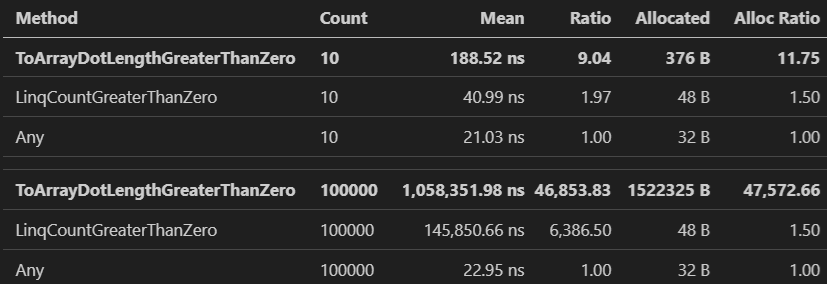 Method Count Mean Ratio Allocated Alloc Ratio
ToArrayDotLengthGreaterThanZero 10 188.52 ns 9.04 376 B 11.75
LinqCountGreaterThanZero 10 40.99 ns 1.97 48 B 1.50
Any 10 21.03 ns 1.00 32 B 1.00
ToArrayDotLengthGreaterThanZero 100000 1,058,351.98 ns 46,853.83 1522325 B 47,572.66
LinqCountGreaterThanZero 100000 145,850.66 ns 6,386.50 48 B 1.50
Any 100000 22.95 ns 1.00 32 B 1.00